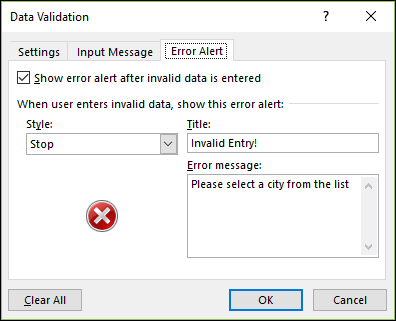 Data Validation ? ×
Settings Input Message Error Alert
Show error alert after invalid data is entered
When user enters invalid data, show this error alert:
Style: Title:
Stop Invalid Entry!
Error message:
Please select a city from the list
Clear All OK Cancel